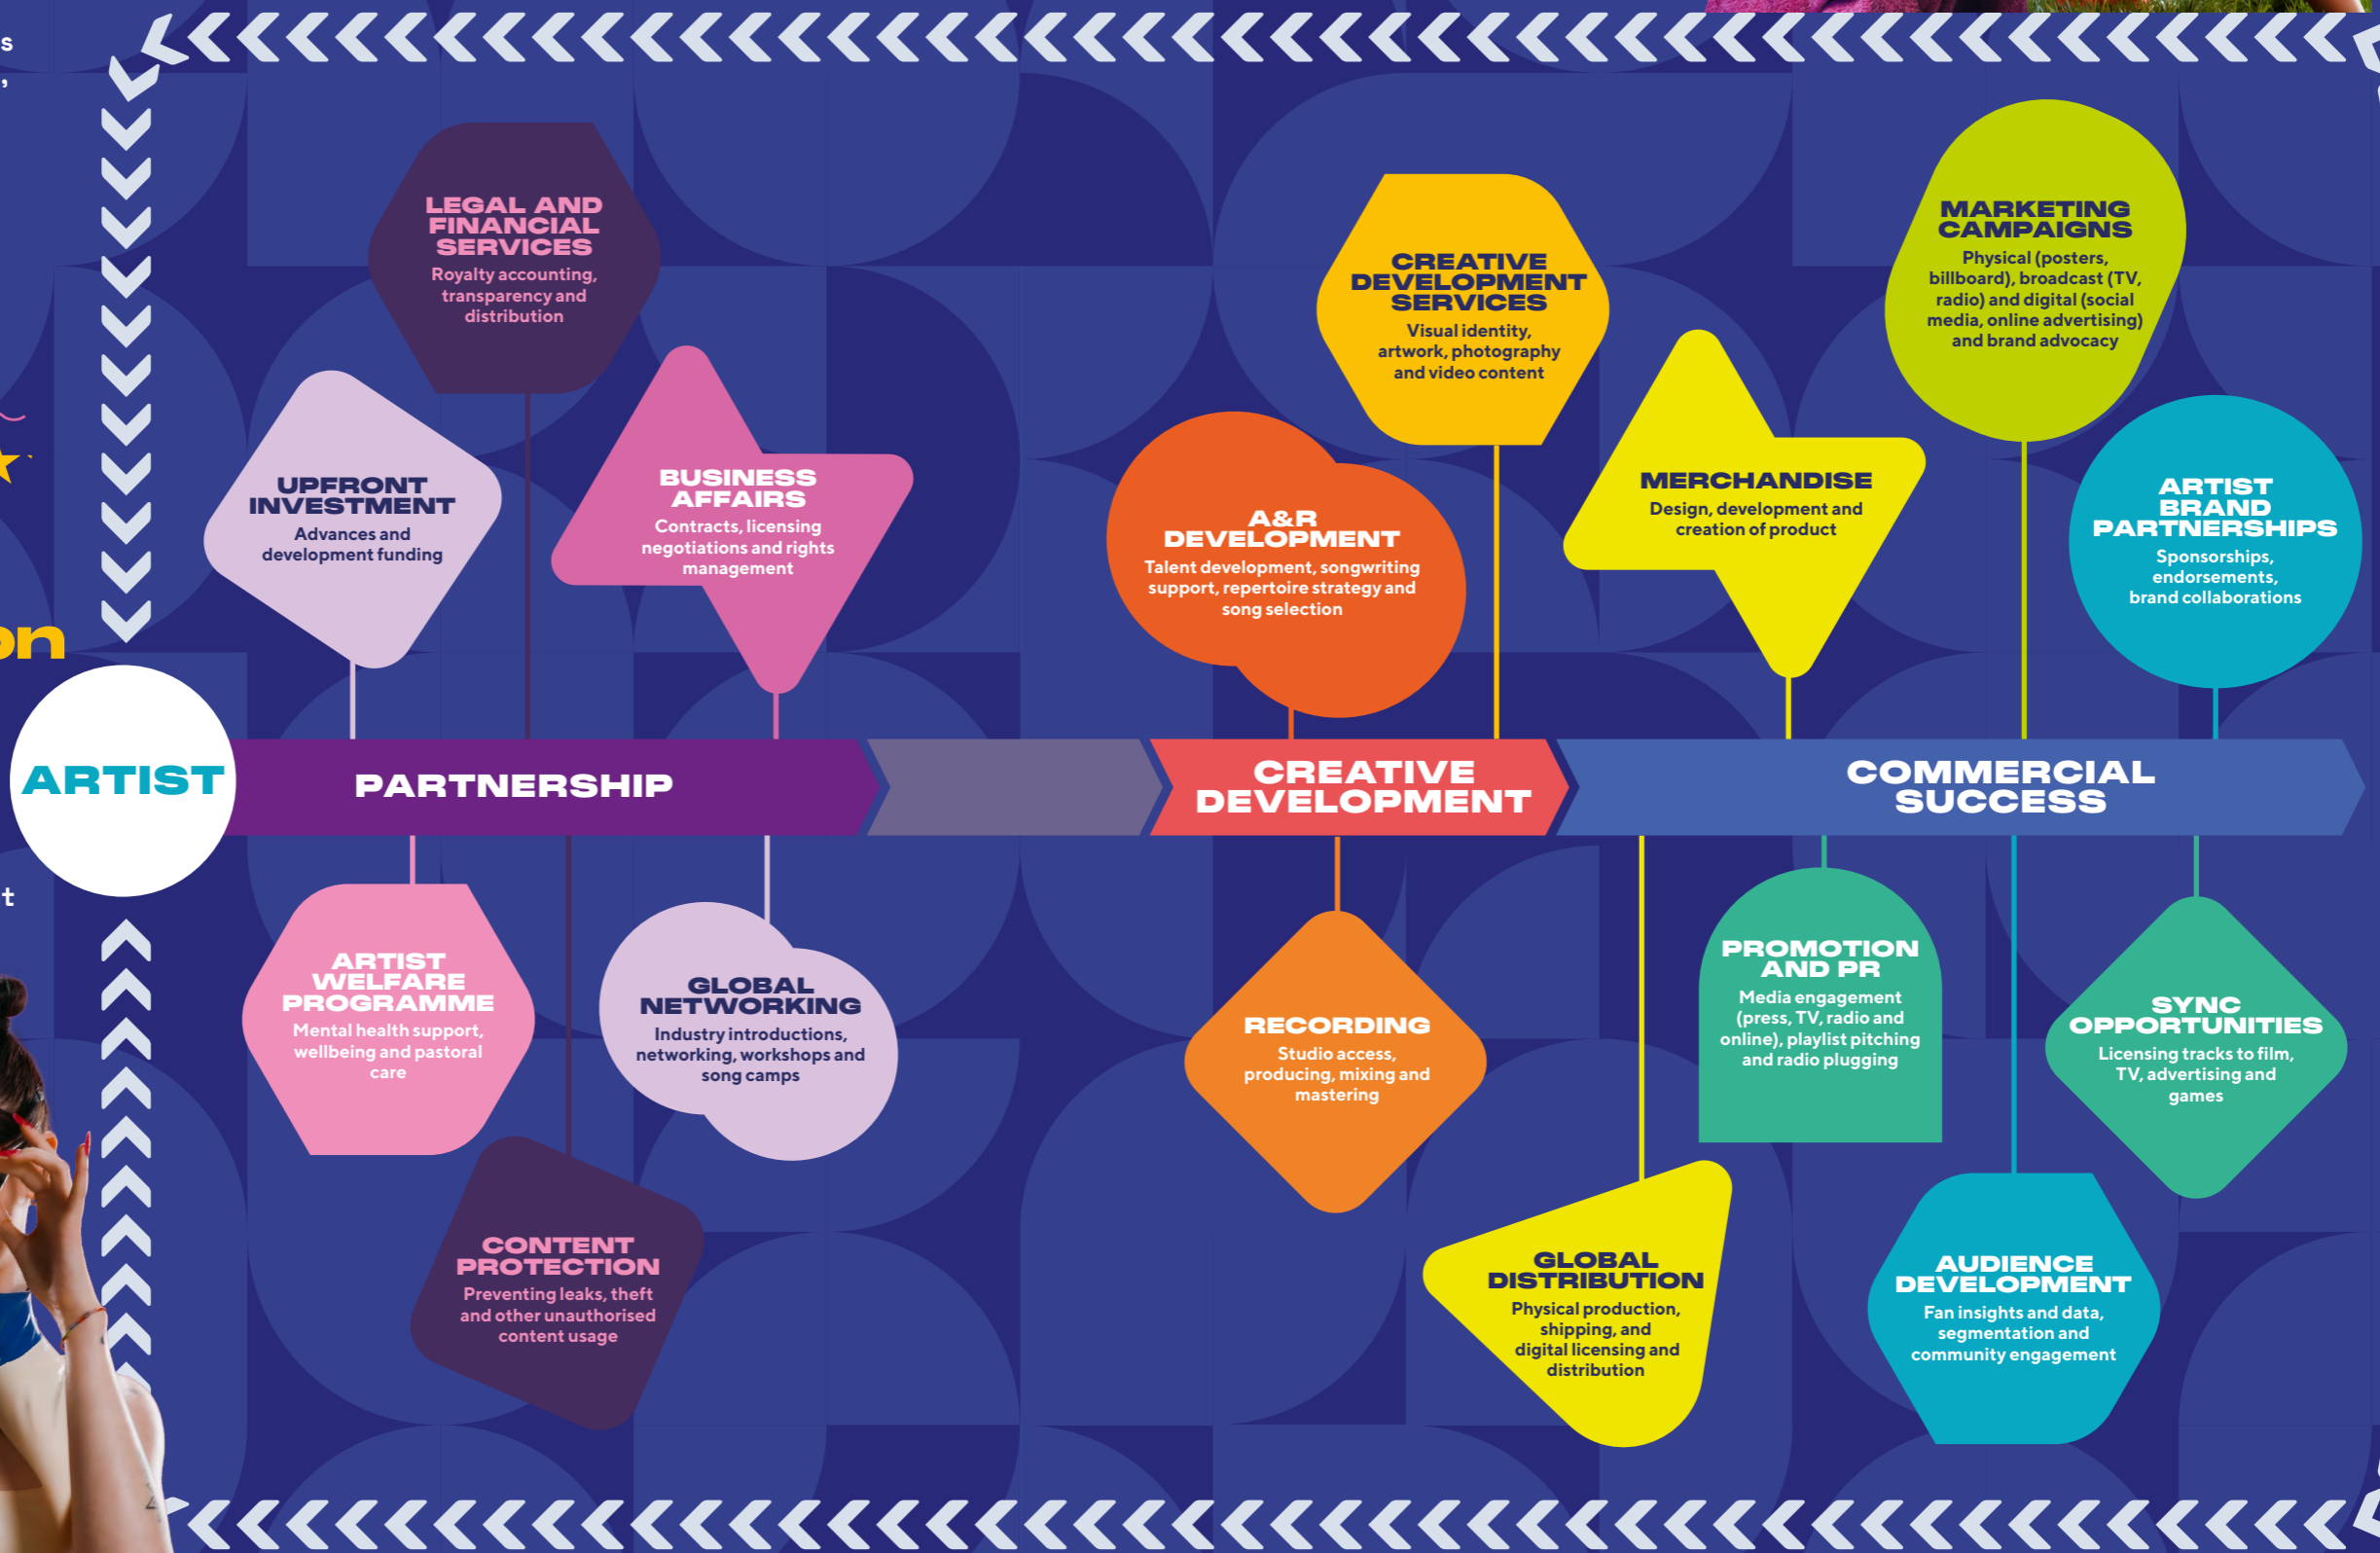 s
,
on
t
LEGAL AND
FINANCIAL
SERVICES
Royalty accounting,
transparency and
distribution
UPFRONT
INVESTMENT
Advances and
development funding
BUSINESS
AFFAIRS
Contracts, licensing
negotiations and rights
management
A&R
DEVELOPMENT
Talent development, songwriting
support, repertoire strategy and
song selection
CREATIVE
DEVELOPMENT
SERVICES
Visual identity,
artwork, photography
and video content
MERCHANDISE
Design, development and
creation of product
MARKETING
CAMPAIGNS
Physical (posters,
billboard), broadcast (TV,
radio) and digital (social
media, online advertising)
and brand advocacy
ARTIST
BRAND
PARTNERSHIPS
Sponsorships,
endorsements,
brand collaborations
ARTIST
PARTNERSHIP
CREATIVE
DEVELOPMENT
COMMERCIAL
SUCCESS
ARTIST
WELFARE
PROGRAMME
Mental health support,
wellbeing and pastoral
care
GLOBAL
NETWORKING
Industry introductions,
networking, workshops and
song camps
CONTENT
PROTECTION
Preventing leaks, theft
and other unauthorised
content usage
RECORDING
Studio access,
producing, mixing and
mastering
GLOBAL
DISTRIBUTION
Physical production,
shipping, and
digital licensing and
distribution
PROMOTION
AND PR
Media engagement
(press, TV, radio and
online), playlist pitching
and radio plugging
AUDIENCE
DEVELOPMENT
Fan insights and data,
segmentation and
community engagement
SYNC
OPPORTUNITIES
Licensing tracks to film,
TV, advertising and
games